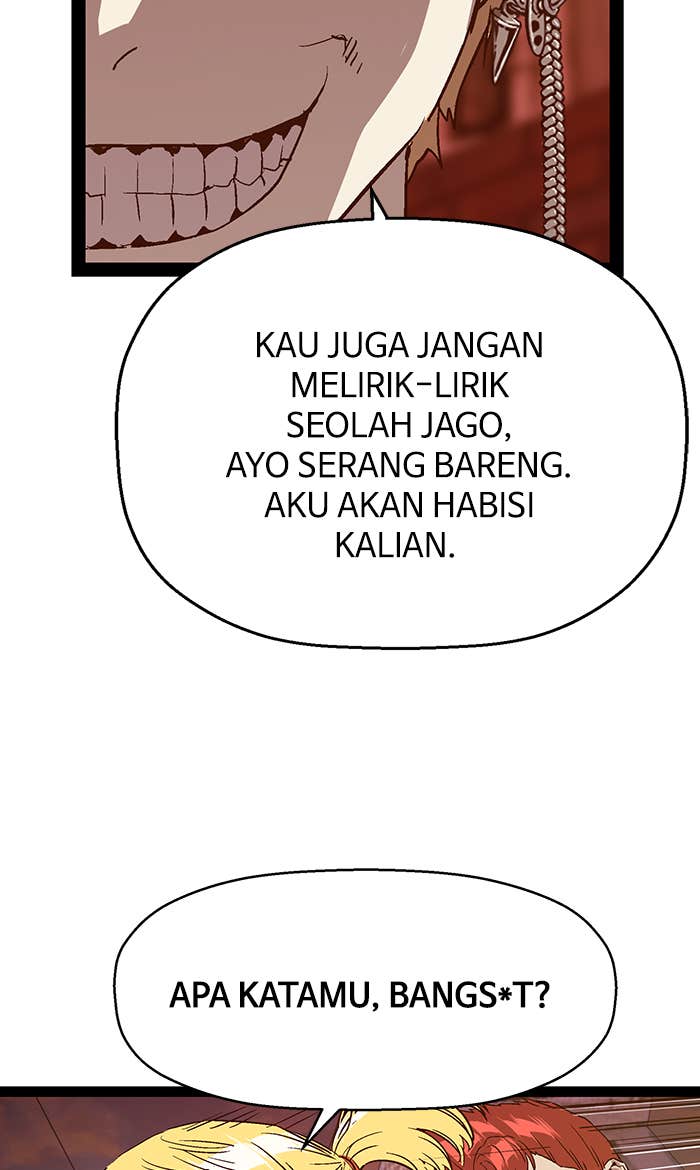 KAU JUGA JANGAN
MELIRIK-LIRIK
SEOLAH JAGO,
AYO SERANG BARENG.
AKU AKAN HABISI
KALIAN.
APA KATAMU, BANGS*T?